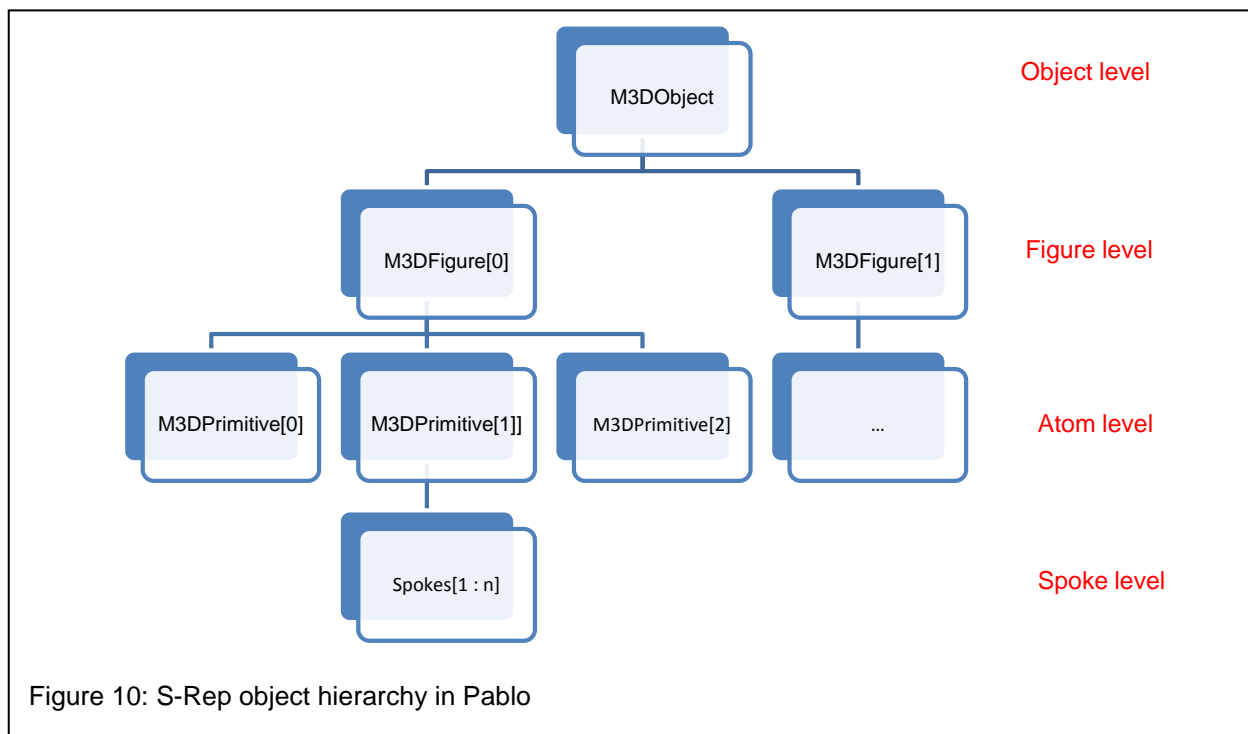 M3DObject
Object level
M3DFigure[0]
M3DFigure[1]
Figure level
M3DPrimitive[0]
M3DPrimitive[1]]
M3DPrimitive[2]
...
Atom level
Spokes[1 : n]
Spoke level
Figure 10: S-Rep object hierarchy in Pablo